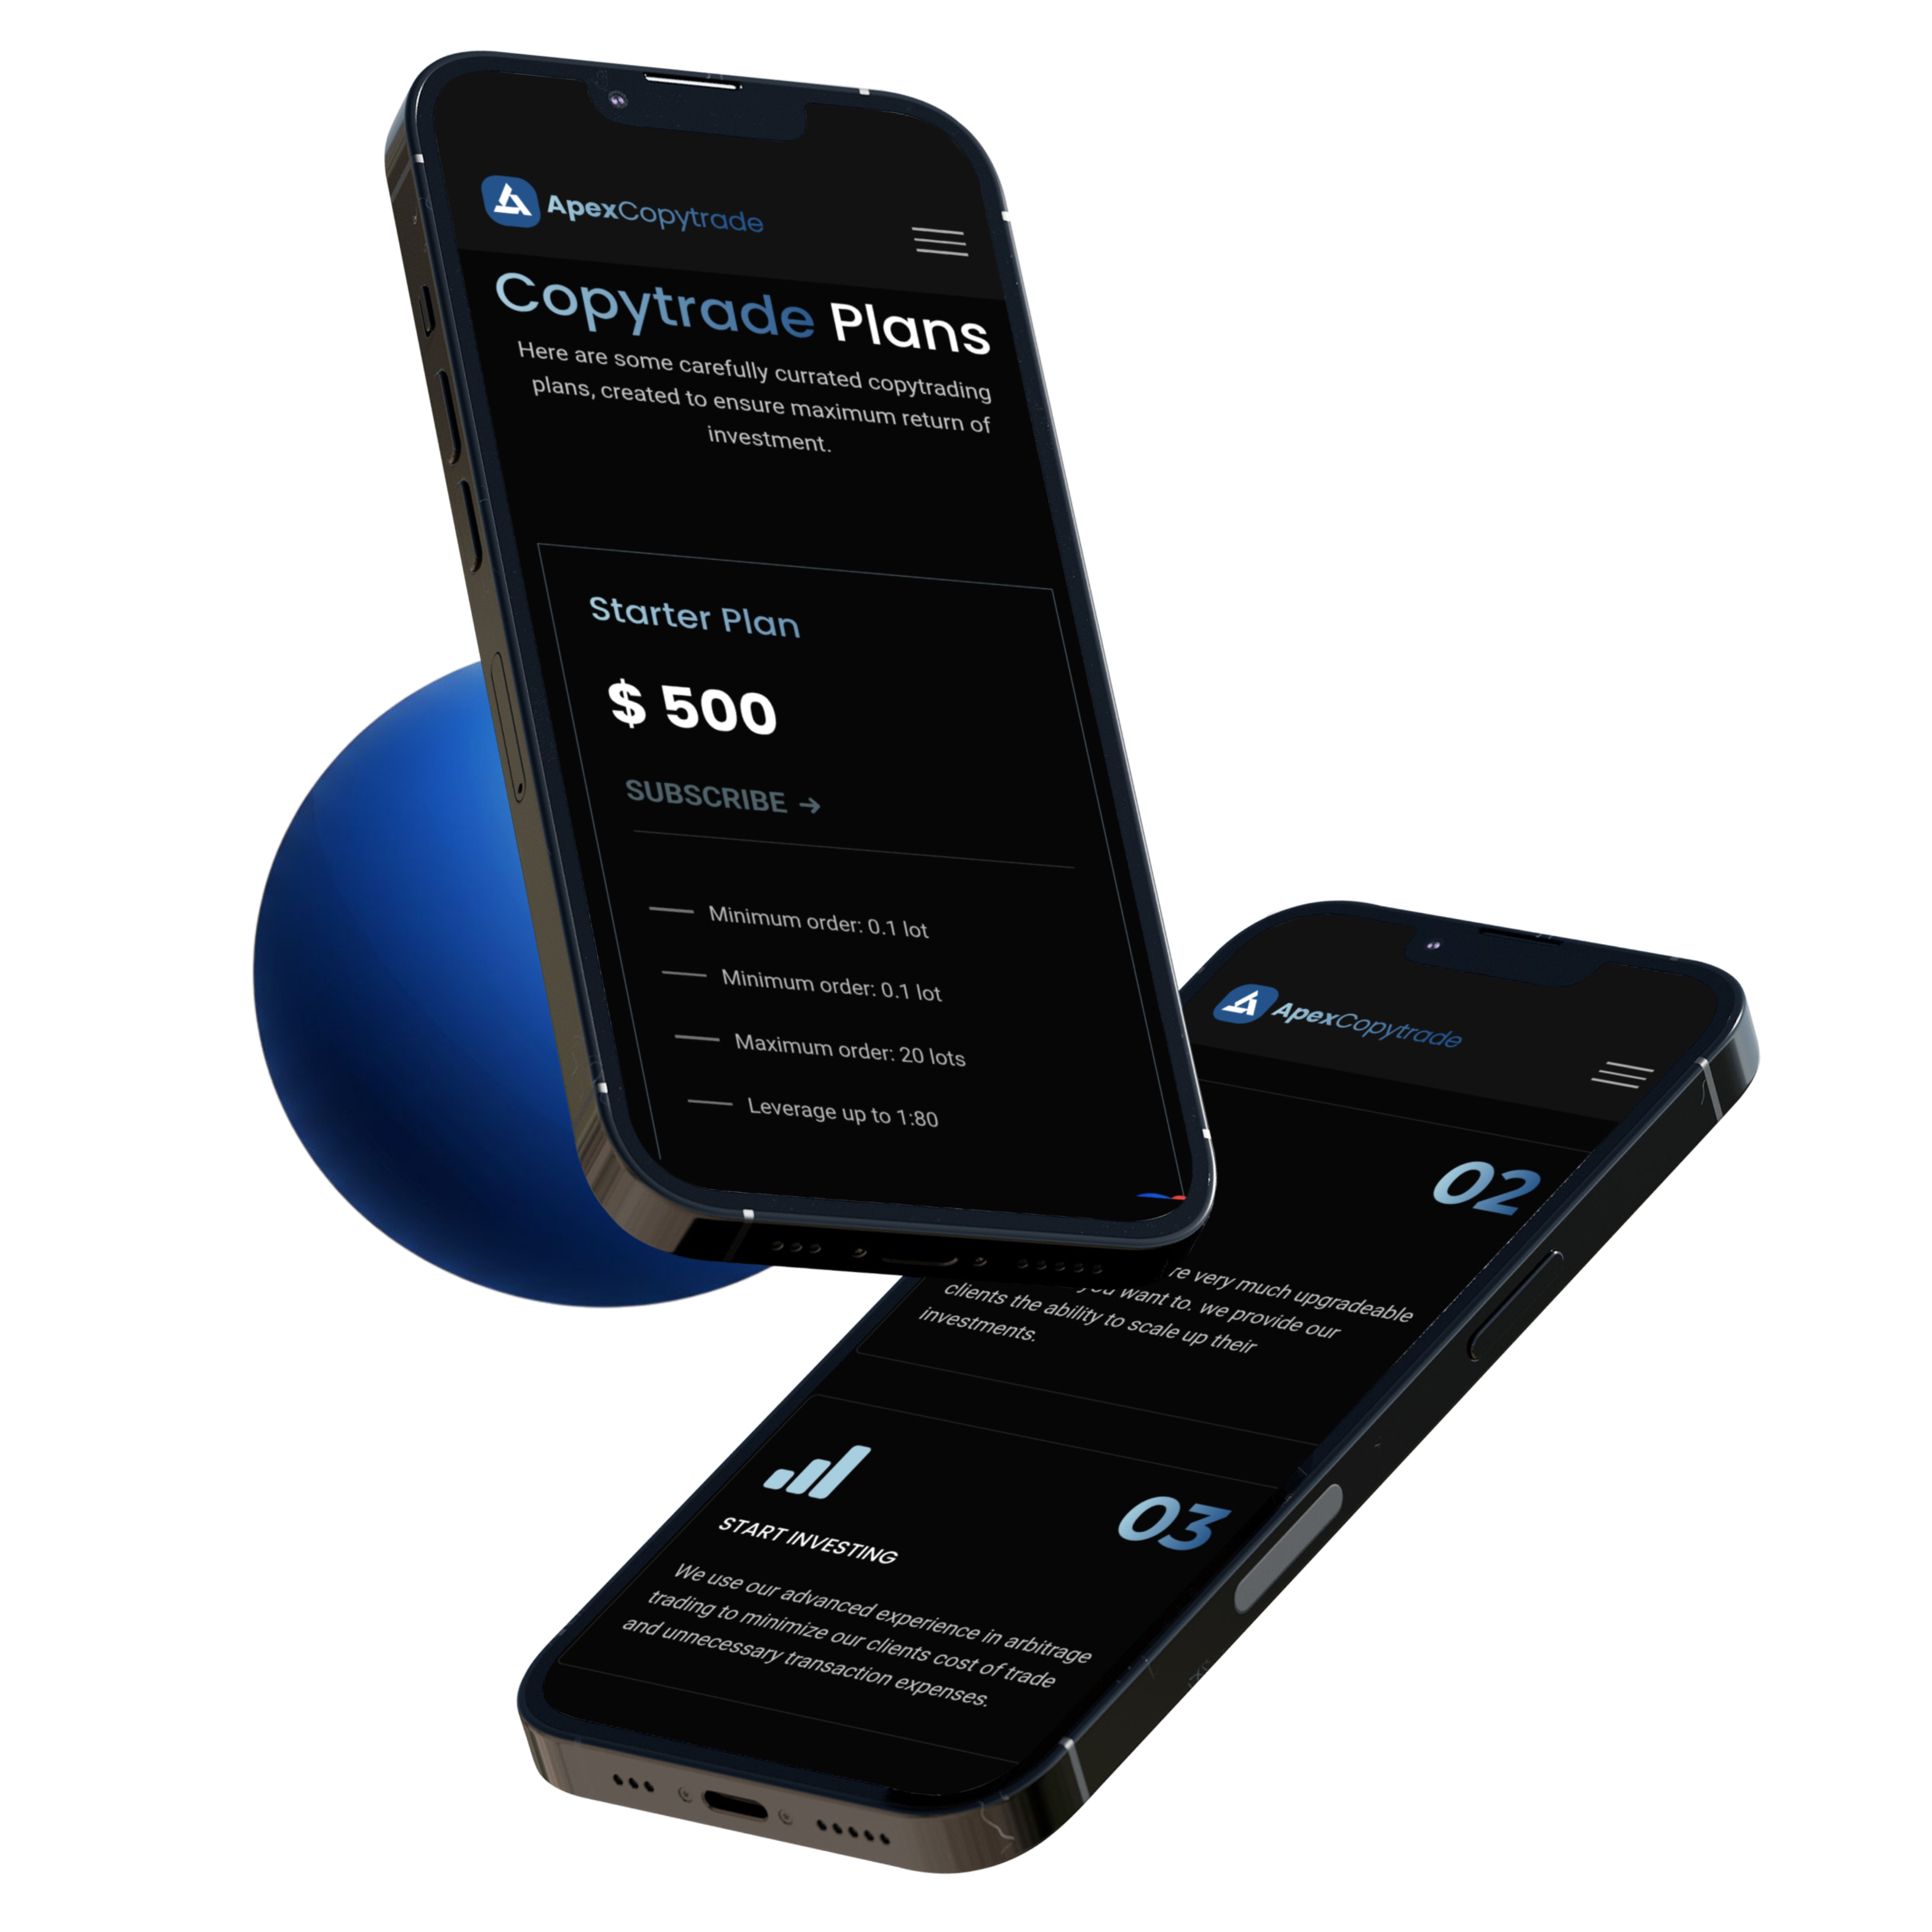 ApexCopytrade
Copytrade Plans
Here are some carefully currated copytrading
plans, created to ensure maximum return of
investment.
Starter Plan
$ 500
SUBSCRIBE →
Minimum order: 0.1 lot
Minimum order: 0.1 lot
Maximum order: 20 lots
Leverage up to 1:80
ApexCopytrade
02
very much upgradeable
you want to. we provide our
clients the ability to scale up their
investments.
03
START INVESTING
We use our advanced experience in arbitrage
trading to minimize our clients cost of trade
and unnecessary transaction expenses.